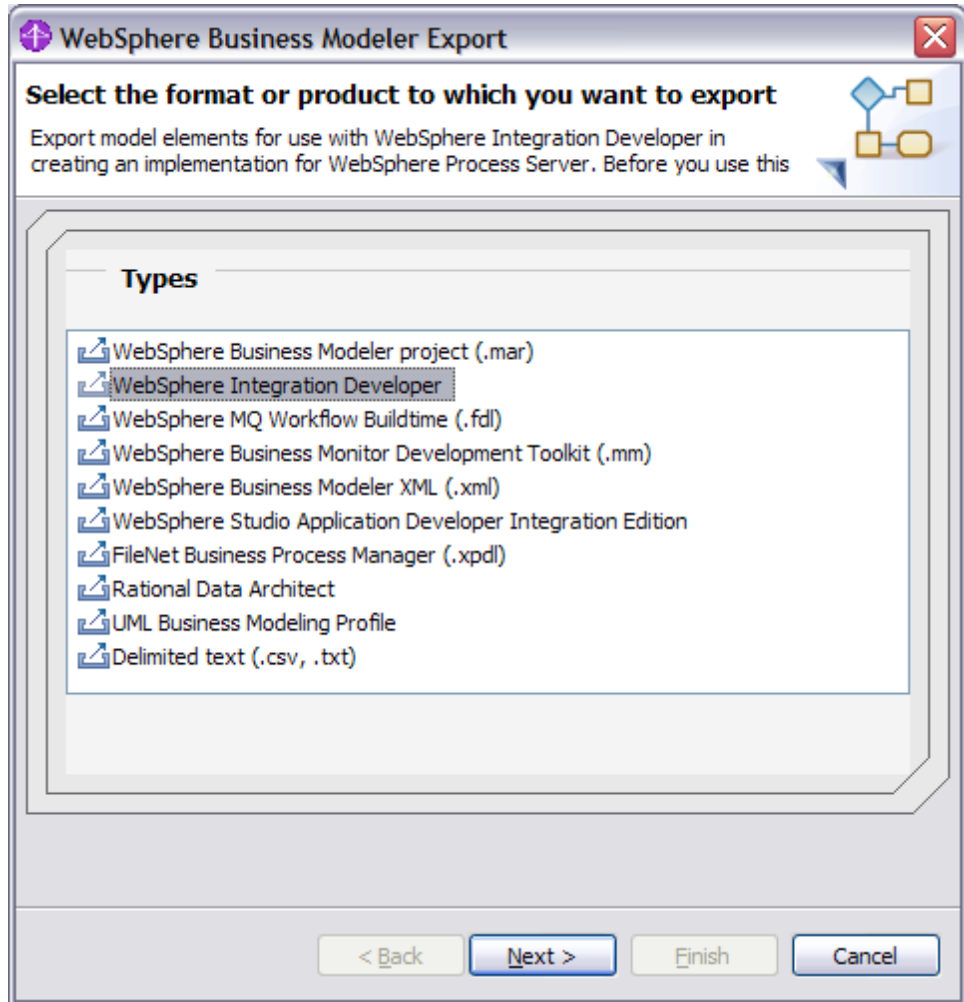 WebSphere Business Modeler Export
Select the format or product to which you want to export
Export model elements for use with WebSphere Integration Developer in
creating an implementation for WebSphere Process Server. Before you use this
Types
WebSphere Business Modeler project (.mar)
WebSphere Integration Developer
WebSphere MQ Workflow Buildtime (.fdl)
WebSphere Business Monitor Development Toolkit (.mm)
WebSphere Business Modeler XML (.xml)
WebSphere Studio Application Developer Integration Edition
FileNet Business Process Manager (.xpdl)
Rational Data Architect
UML Business Modeling Profile
Delimited text (.csv, .txt)
< Back Next > Finish Cancel